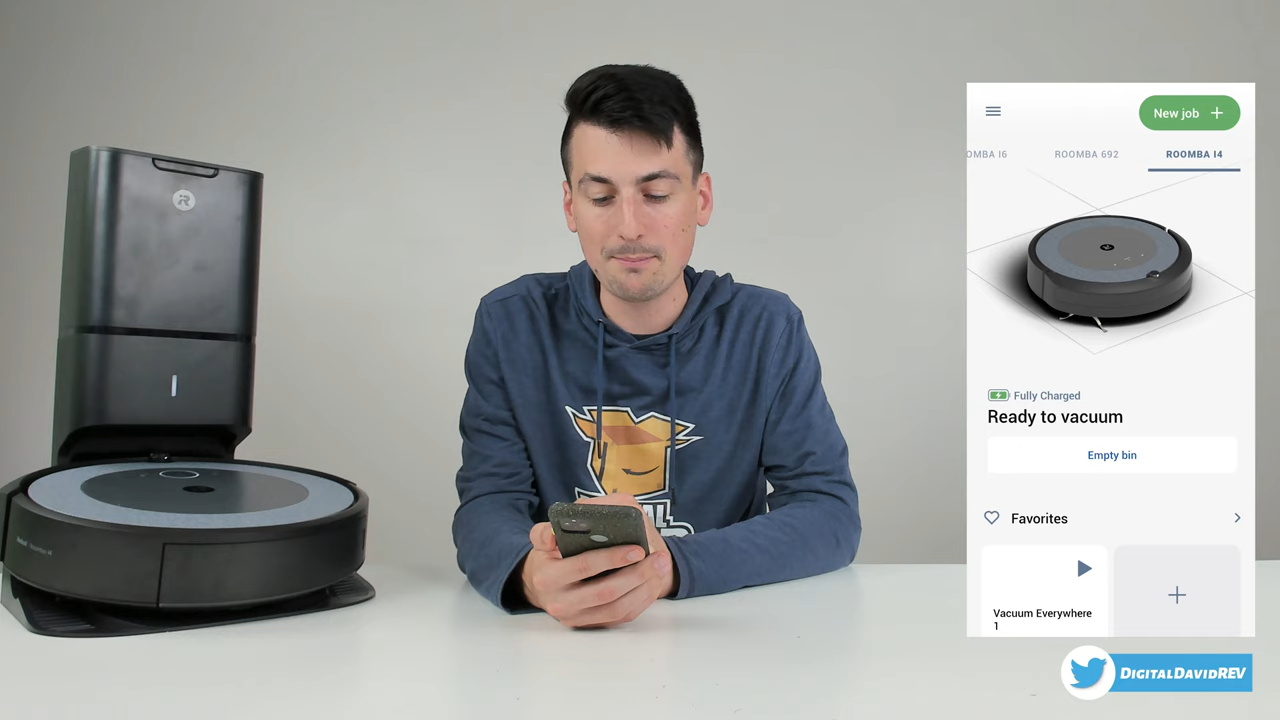 New job +
OMBA I6
ROOMBA 692
ROOMBA I4
Fully Charged
Ready to vacuum
Empty bin
Favorites
Vacuum Everywhere
1
DIGITALDAVIDREV